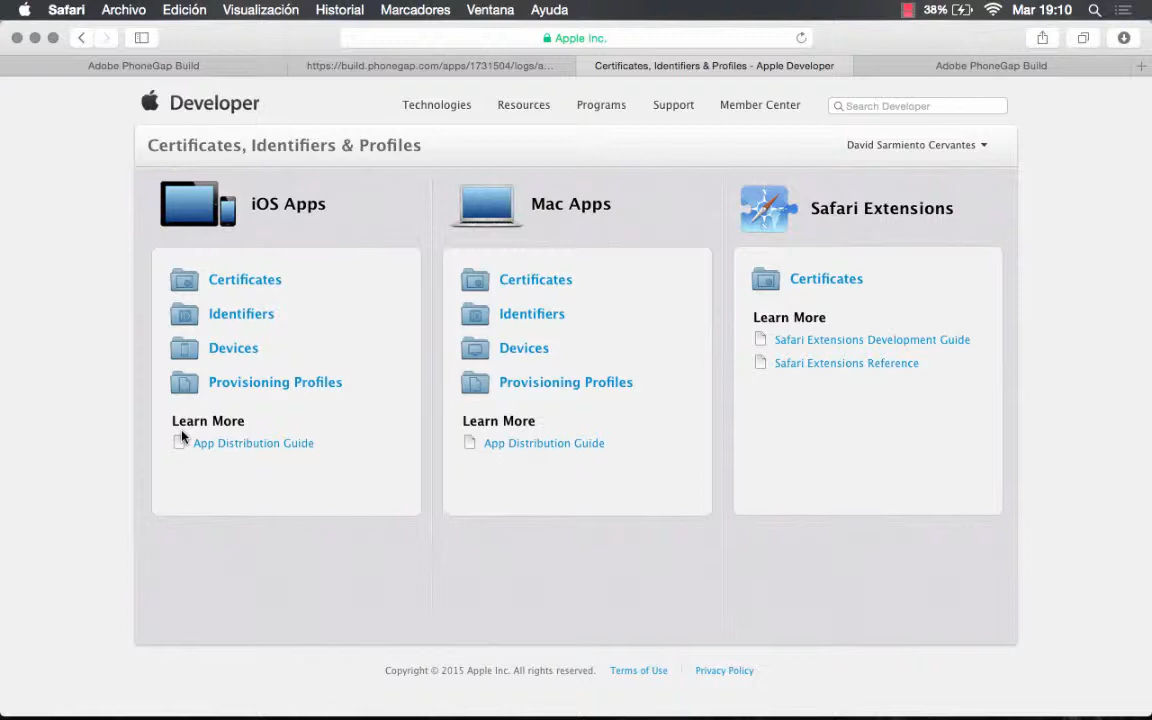 Safari Archivo Edición Visualización Historial Marcadores Ventana Ayuda 38% Mar 19:10
Apple Inc.
Adobe PhoneGap Build https://build.phonegap.com/apps/1731504/logs/a... Certificates, Identifiers & Profiles - Apple Developer Adobe PhoneGap Build
Developer Technologies Resources Programs Support Member Center Search Developer
Certificates, Identifiers & Profiles David Sarmiento Cervantes
iOS Apps
Certificates
Identifiers
Devices
Provisioning Profiles
Learn More
App Distribution Guide
Mac Apps
Certificates
Identifiers
Devices
Provisioning Profiles
Learn More
App Distribution Guide
Safari Extensions
Certificates
Learn More
Safari Extensions Development Guide
Safari Extensions Reference
Copyright © 2015 Apple Inc. All rights reserved. Terms of Use Privacy Policy